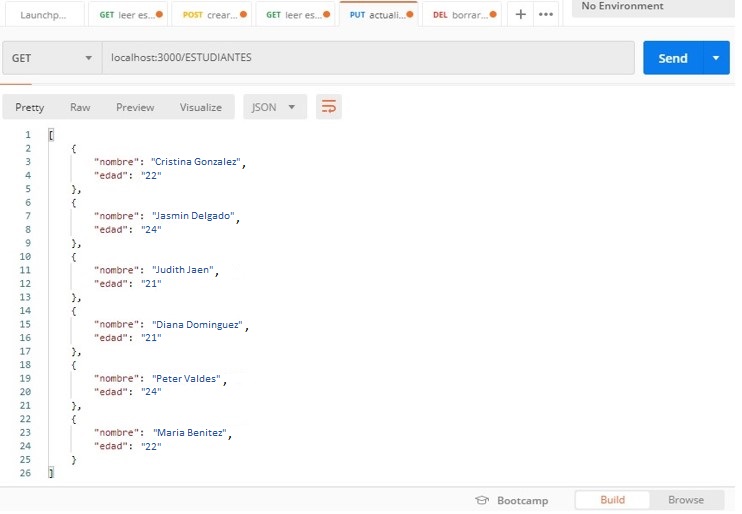 Launchp... GET leer es... POST crear... GET leer es... PUT actuali... DEL borrar... + ••• No Environment
GET localhost:3000/ESTUDIANTES Send
Pretty Raw Preview Visualize JSON
1 [
2 {
3 "nombre": "Cristina Gonzalez",
4 "edad": "22"
5 },
6 {
7 "nombre": "Jasmin Delgado",
8 "edad": "24"
9 },
10 {
11 "nombre": "Judith Jaen",
12 "edad": "21"
13 },
14 {
15 "nombre": "Diana Dominguez",
16 "edad": "21"
17 },
18 {
19 "nombre": "Peter Valdes",
20 "edad": "24"
21 },
22 {
23 "nombre": "Maria Benitez",
24 "edad": "22"
25 }
26 ]
Bootcamp Build Browse